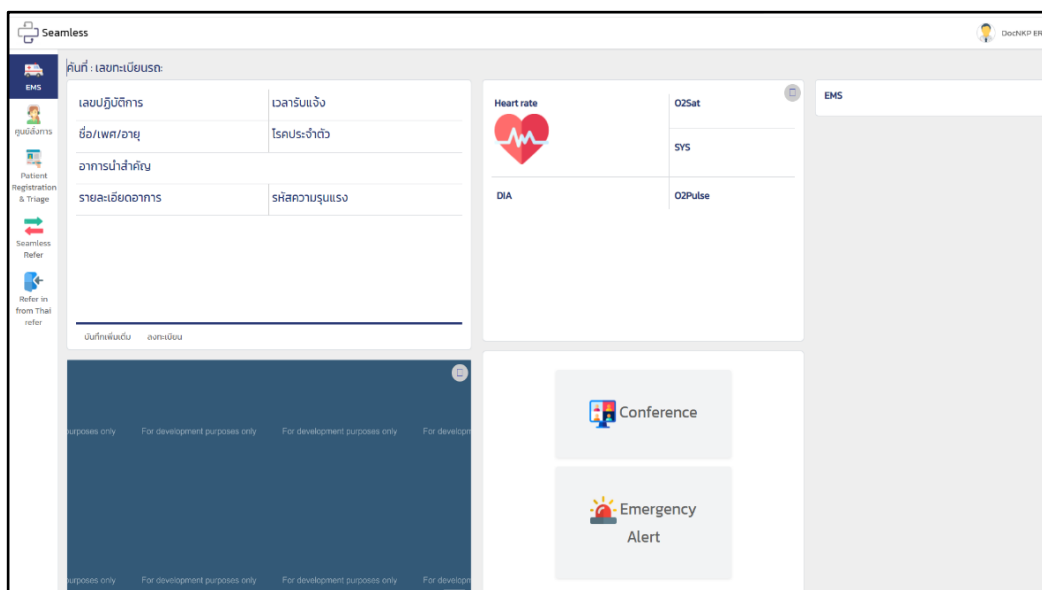 Seamless
DocNKP ER
EMS
ศูนย์สั่งการ
Patient
Registration
& Triage
Seamless
Refer
Refer in
from Thai
refer
คันที่ : เลขทะเบียนรถ:
เลขปฏิบัติการ เวลารับแจ้ง
ชื่อ/เพศ/อายุ โรคประจำตัว
อาการนำสำคัญ
รายละเอียดอาการ รหัสความรุนแรง
บันทึกเพิ่มเติม ลงทะเบียน
Heart rate O2Sat
SYS
DIA O2Pulse
EMS
urposes only For development purposes only For development purposes only For developm
urposes only For development purposes only For development purposes only For developm
Conference
Emergency
Alert